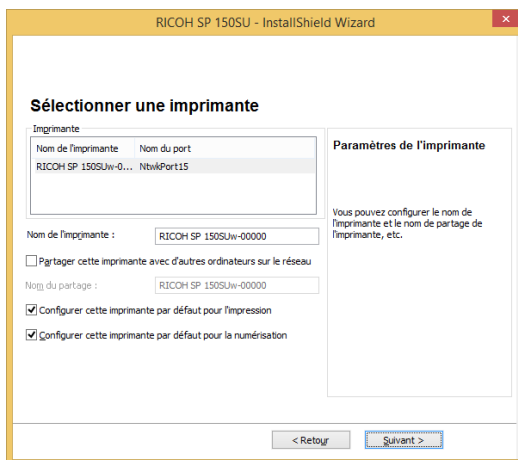 RICOH SP 150SU - InstallShield Wizard
Sélectionner une imprimante
Imprimante
Nom de l'imprimante Nom du port
RICOH SP 150SUw-0... NtwkPort15
Nom de l'imprimante : RICOH SP 150SUw-00000
Partager cette imprimante avec d'autres ordinateurs sur le réseau
Nom du partage : RICOH SP 150SUw-00000
Configurer cette imprimante par défaut pour l'impression
Configurer cette imprimante par défaut pour la numérisation
Paramètres de l'imprimante
Vous pouvez configurer le nom de
l'imprimante et le nom de partage de
l'imprimante, etc.
< Retour Suivant >